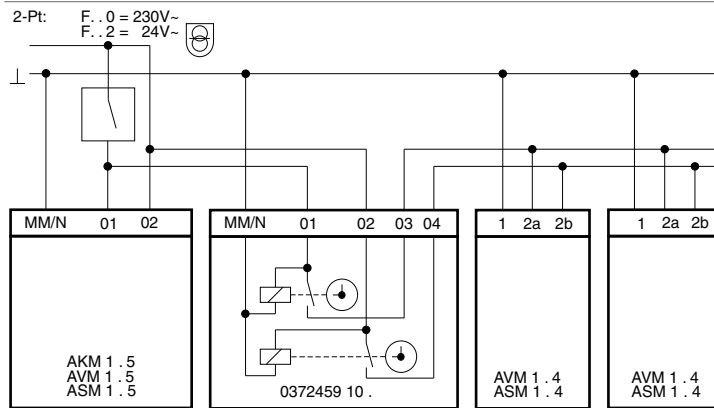 2-Pt: F . . 0 = 230V~
F . . 2 = 24V~
MM/N 01 02
MM/N 01 02 03 04
1 2a 2b
1 2a 2b
AKM 1 . 5
AVM 1 . 5
ASM 1 . 5
0372459 10 .
AVM 1 . 4
ASM 1 . 4
AVM 1 . 4
ASM 1 . 4